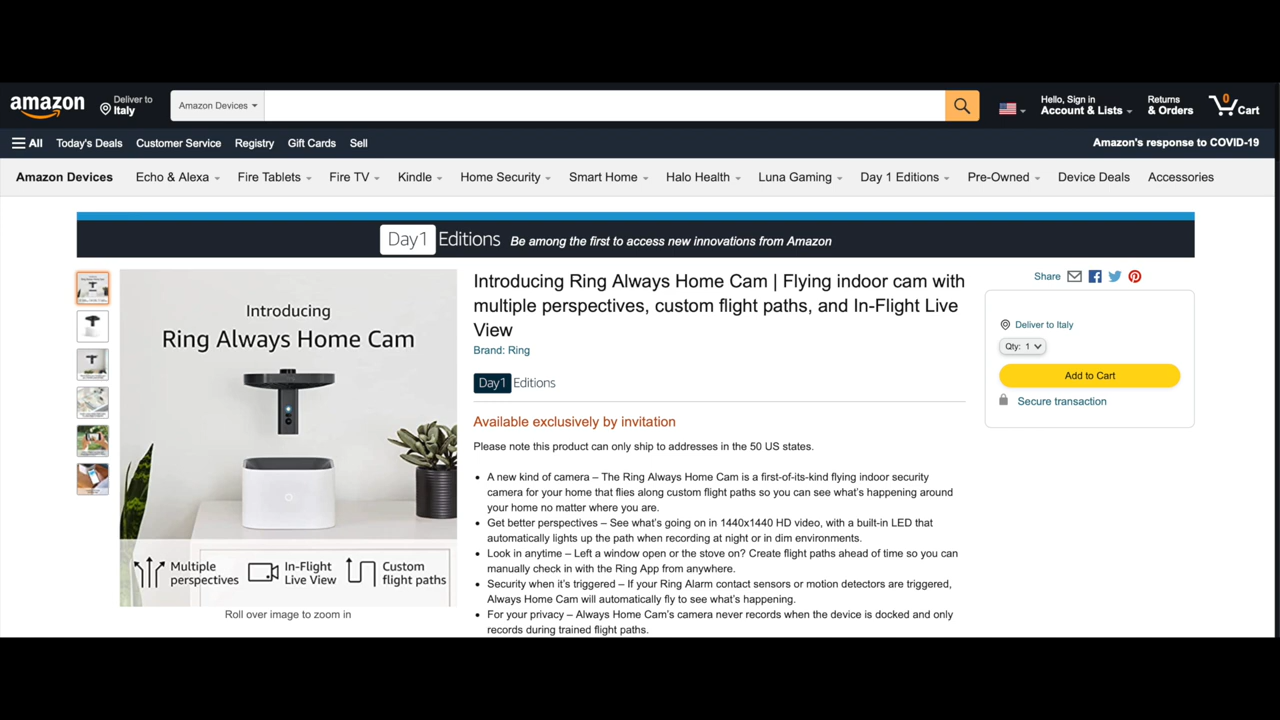 amazon
Deliver to
Italy
Amazon Devices
Hello, Sign in
Account & Lists
Returns
& Orders
0
Cart
All
Today's Deals
Customer Service
Registry
Gift Cards
Sell
Amazon's response to COVID-19
Amazon Devices
Echo & Alexa
Fire Tablets
Fire TV
Kindle
Home Security
Smart Home
Halo Health
Luna Gaming
Day 1 Editions
Pre-Owned
Device Deals
Accessories
Day1 Editions
Be among the first to access new innovations from Amazon
Introducing
Ring Always Home Cam
Multiple
perspectives
In-Flight
Live View
Custom
flight paths
Roll over image to zoom in
Introducing Ring Always Home Cam | Flying indoor cam with
multiple perspectives, custom flight paths, and In-Flight Live
View
Brand: Ring
Day1 Editions
Available exclusively by invitation
Please note this product can only ship to addresses in the 50 US states.
A new kind of camera – The Ring Always Home Cam is a first-of-its-kind flying indoor security
camera for your home that flies along custom flight paths so you can see what's happening around
your home no matter where you are.
Get better perspectives – See what's going on in 1440x1440 HD video, with a built-in LED that
automatically lights up the path when recording at night or in dim environments.
Look in anytime – Left a window open or the stove on? Create flight paths ahead of time so you can
manually check in with the Ring App from anywhere.
Security when it's triggered – If your Ring Alarm contact sensors or motion detectors are triggered,
Always Home Cam will automatically fly to see what's happening.
For your privacy – Always Home Cam's camera never records when the device is docked and only
records during trained flight paths.
Share
Deliver to Italy
Qty: 1
Add to Cart
Secure transaction